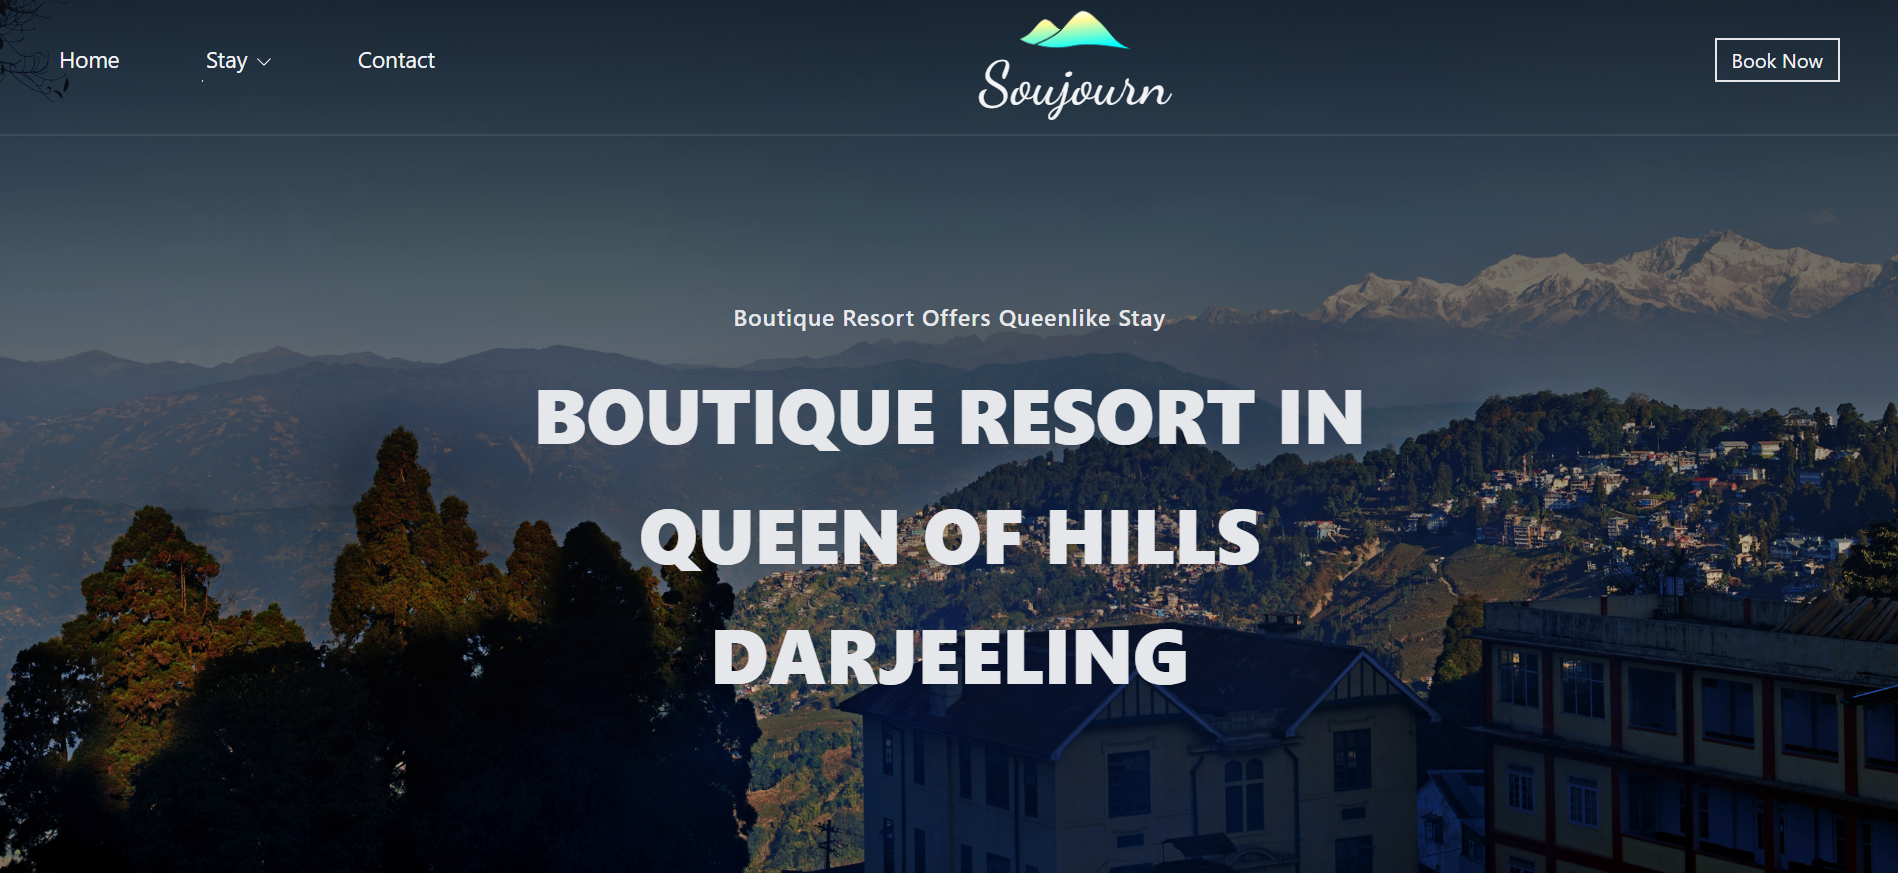 Home
Stay
Contact
Soujourn
Book Now
Boutique Resort Offers Queenlike Stay
BOUTIQUE RESORT IN
QUEEN OF HILLS
DARJEELING